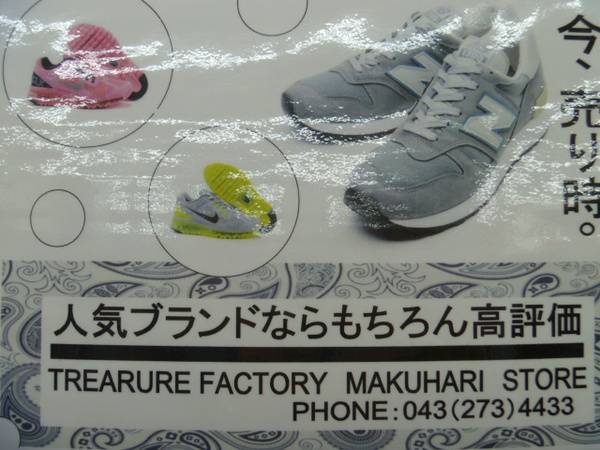 今、売り時。
人気ブランドならもちろん高評価
TREARURE FACTORY MAKUHARI STORE
PHONE:043(273)4433